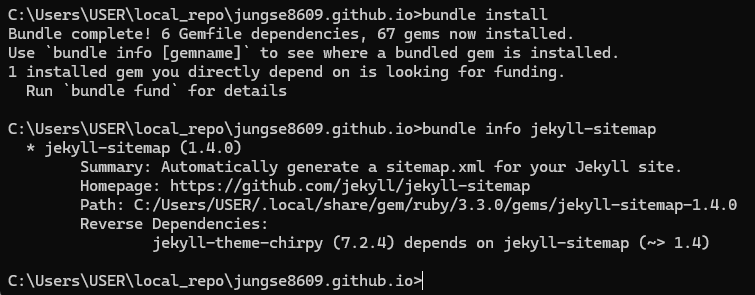 C:\Users\USER\local_repo\jungse8609.github.io>bundle install
Bundle complete! 6 Gemfile dependencies, 67 gems now installed.
Use `bundle info [gemname]` to see where a bundled gem is installed.
1 installed gem you directly depend on is looking for funding.
  Run `bundle fund` for details
C:\Users\USER\local_repo\jungse8609.github.io>bundle info jekyll-sitemap
  * jekyll-sitemap (1.4.0)
        Summary: Automatically generate a sitemap.xml for your Jekyll site.
        Homepage: https://github.com/jekyll/jekyll-sitemap
        Path: C:/Users/USER/.local/share/gem/ruby/3.3.0/gems/jekyll-sitemap-1.4.0
        Reverse Dependencies:
                jekyll-theme-chirpy (7.2.4) depends on jekyll-sitemap (~> 1.4)
C:\Users\USER\local_repo\jungse8609.github.io>